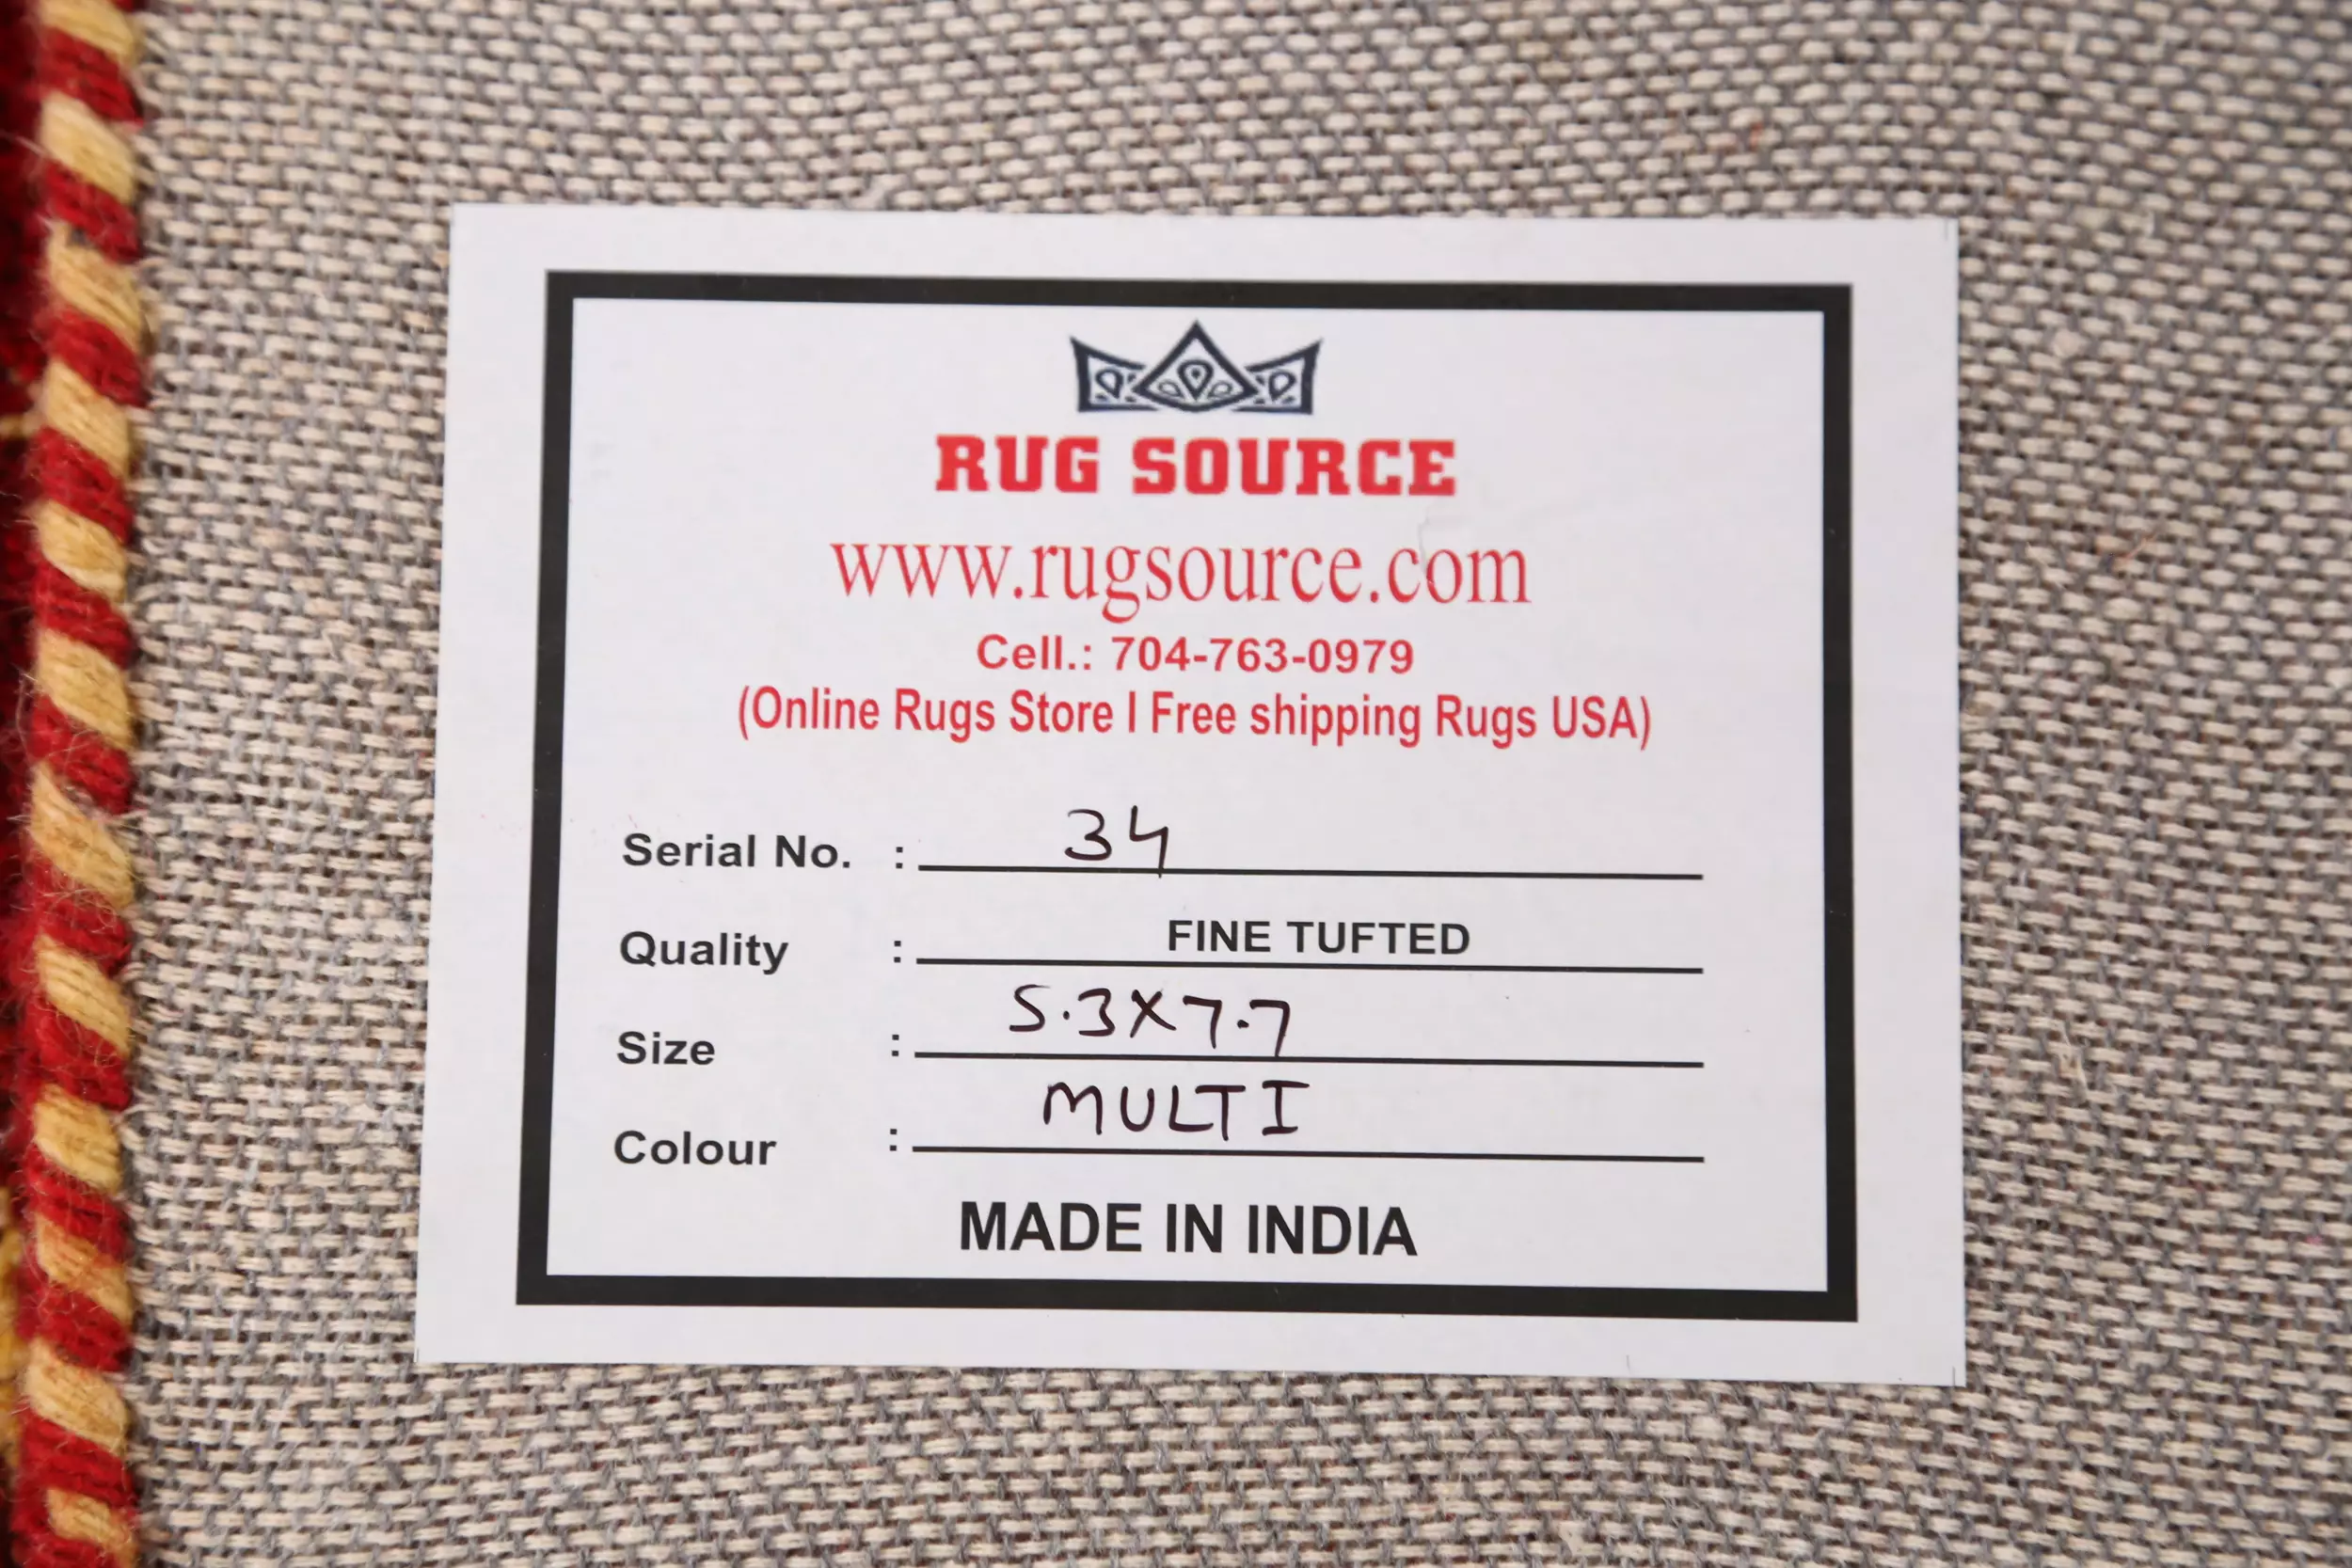 RUG SOURCE
www.rugsource.com
Cell.: 704-763-0979
(Online Rugs Store I Free shipping Rugs USA)
Serial No. : 34
Quality : FINE TUFTED
Size : 5.3X7.7
Colour : MULTI
MADE IN INDIA